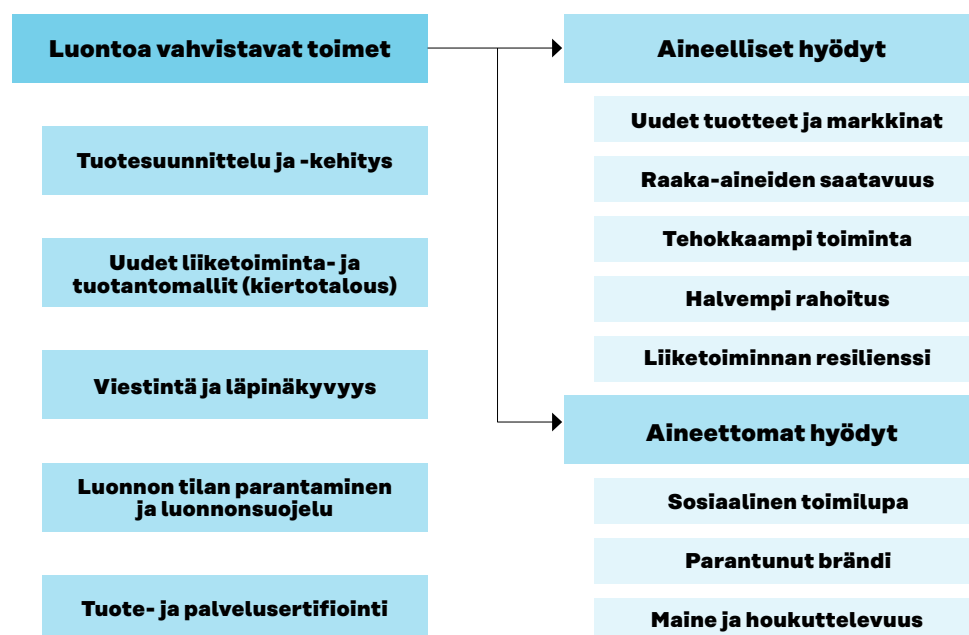 Luontoa vahvistavat toimet
Tuotesuunnittelu ja -kehitys
Uudet liiketoiminta- ja
tuotantomallit (kiertotalous)
Viestintä ja läpinäkyvyys
Luonnon tilan parantaminen
ja luonnonsuojelu
Tuote- ja palvelusertifiointi
Aineelliset hyödyt
Uudet tuotteet ja markkinat
Raaka-aineiden saatavuus
Tehokkaampi toiminta
Halvempi rahoitus
Liiketoiminnan resilienssi
Aineettomat hyödyt
Sosiaalinen toimilupa
Parantunut brändi
Maine ja houkuttelevuus